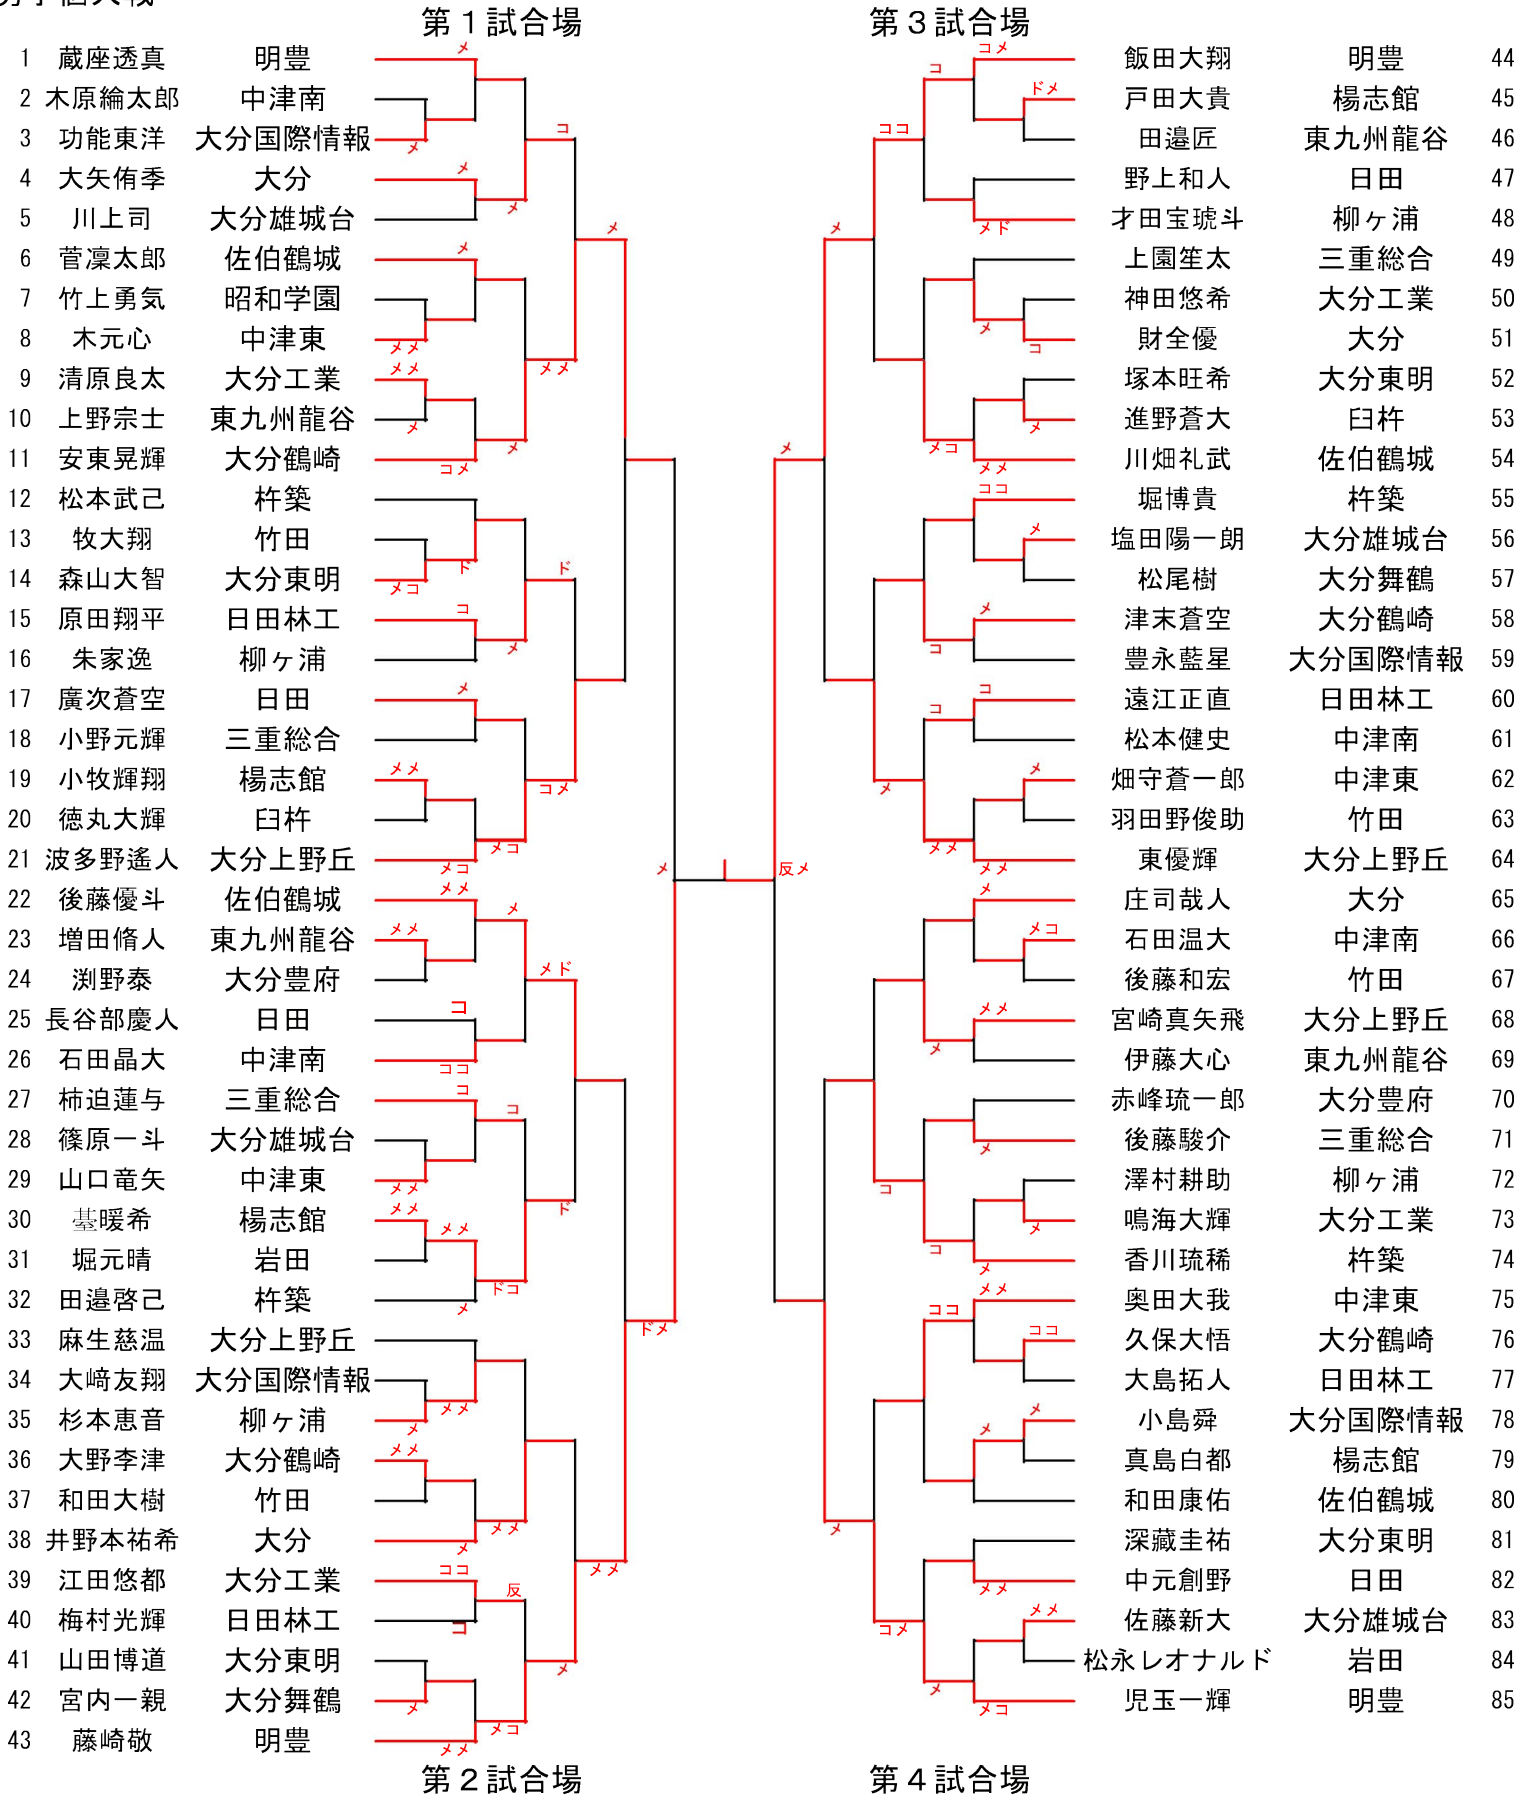 第１試合場
第３試合場
1 蔵座透真 明豊
2 木原綸太郎 中津南
3 功能東洋 大分国際情報
4 大矢侑季 大分
5 川上司 大分雄城台
6 菅凜太郎 佐伯鶴城
7 竹上勇気 昭和学園
8 木元心 中津東
9 清原良太 大分工業
10 上野宗士 東九州龍谷
11 安東晃輝 大分鶴崎
12 松本武己 杵築
13 牧大翔 竹田
14 森山大智 大分東明
15 原田翔平 日田林工
16 朱家逸 柳ヶ浦
17 廣次蒼空 日田
18 小野元輝 三重総合
19 小牧輝翔 楊志館
20 徳丸大輝 臼杵
21 波多野遙人 大分上野丘
22 後藤優斗 佐伯鶴城
23 増田脩人 東九州龍谷
24 渕野泰 大分豊府
25 長谷部慶人 日田
26 石田晶大 中津南
27 柿迫蓮与 三重総合
28 篠原一斗 大分雄城台
29 山口竜矢 中津東
30 暖希 楊志館
31 堀元晴 岩田
32 田邉啓己 杵築
33 麻生慈温 大分上野丘
34 大﨑友翔 大分国際情報
35 杉本恵音 柳ヶ浦
36 大野李津 大分鶴崎
37 和田大樹 竹田
38 井野本祐希 大分
39 江田悠都 大分工業
40 梅村光輝 日田林工
41 山田博道 大分東明
42 宮内一親 大分舞鶴
43 藤崎敬 明豊
飯田大翔 明豊 44
戸田大貴 楊志館 45
田邉匠 東九州龍谷 46
野上和人 日田 47
才田宝琥斗 柳ヶ浦 48
上園笙太 三重総合 49
神田悠希 大分工業 50
財全優 大分 51
塚本旺希 大分東明 52
進野蒼大 臼杵 53
川畑礼武 佐伯鶴城 54
堀博貴 杵築 55
塩田陽一朗 大分雄城台 56
松尾樹 大分舞鶴 57
津末蒼空 大分鶴崎 58
豊永藍星 大分国際情報 59
遠江正直 日田林工 60
松本健史 中津南 61
畑守蒼一郎 中津東 62
羽田野俊助 竹田 63
東優輝 大分上野丘 64
庄司哉人 大分 65
石田温大 中津南 66
後藤和宏 竹田 67
宮崎真矢飛 大分上野丘 68
伊藤大心 東九州龍谷 69
赤峰琉一郎 大分豊府 70
後藤駿介 三重総合 71
澤村耕助 柳ヶ浦 72
鳴海大輝 大分工業 73
香川琉稀 杵築 74
奥田大我 中津東 75
久保大悟 大分鶴崎 76
大島拓人 日田林工 77
小島舜 大分国際情報 78
真島白都 楊志館 79
和田康佑 佐伯鶴城 80
深藏圭祐 大分東明 81
中元創野 日田 82
佐藤新大 大分雄城台 83
松永レオナルド 岩田 84
児玉一輝 明豊 85
メ
反メ
第２試合場
第４試合場